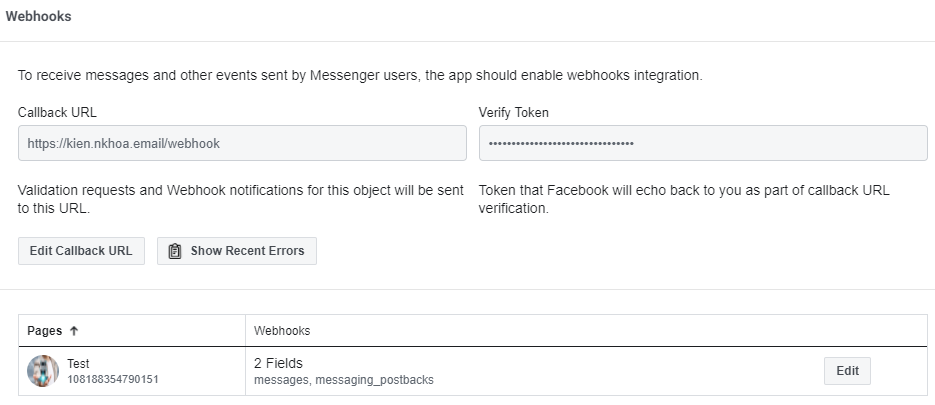 Webhooks
To receive messages and other events sent by Messenger users, the app should enable webhooks integration.
Callback URL
Verify Token
https://kien.nkhoa.email/webhook
••••••••••••••••••••••••••••••••
Validation requests and Webhook notifications for this object will be sent
to this URL.
Token that Facebook will echo back to you as part of callback URL
verification.
Edit Callback URL
Show Recent Errors
Pages ↑
Webhooks
Test
108188354790151
2 Fields
messages, messaging_postbacks
Edit